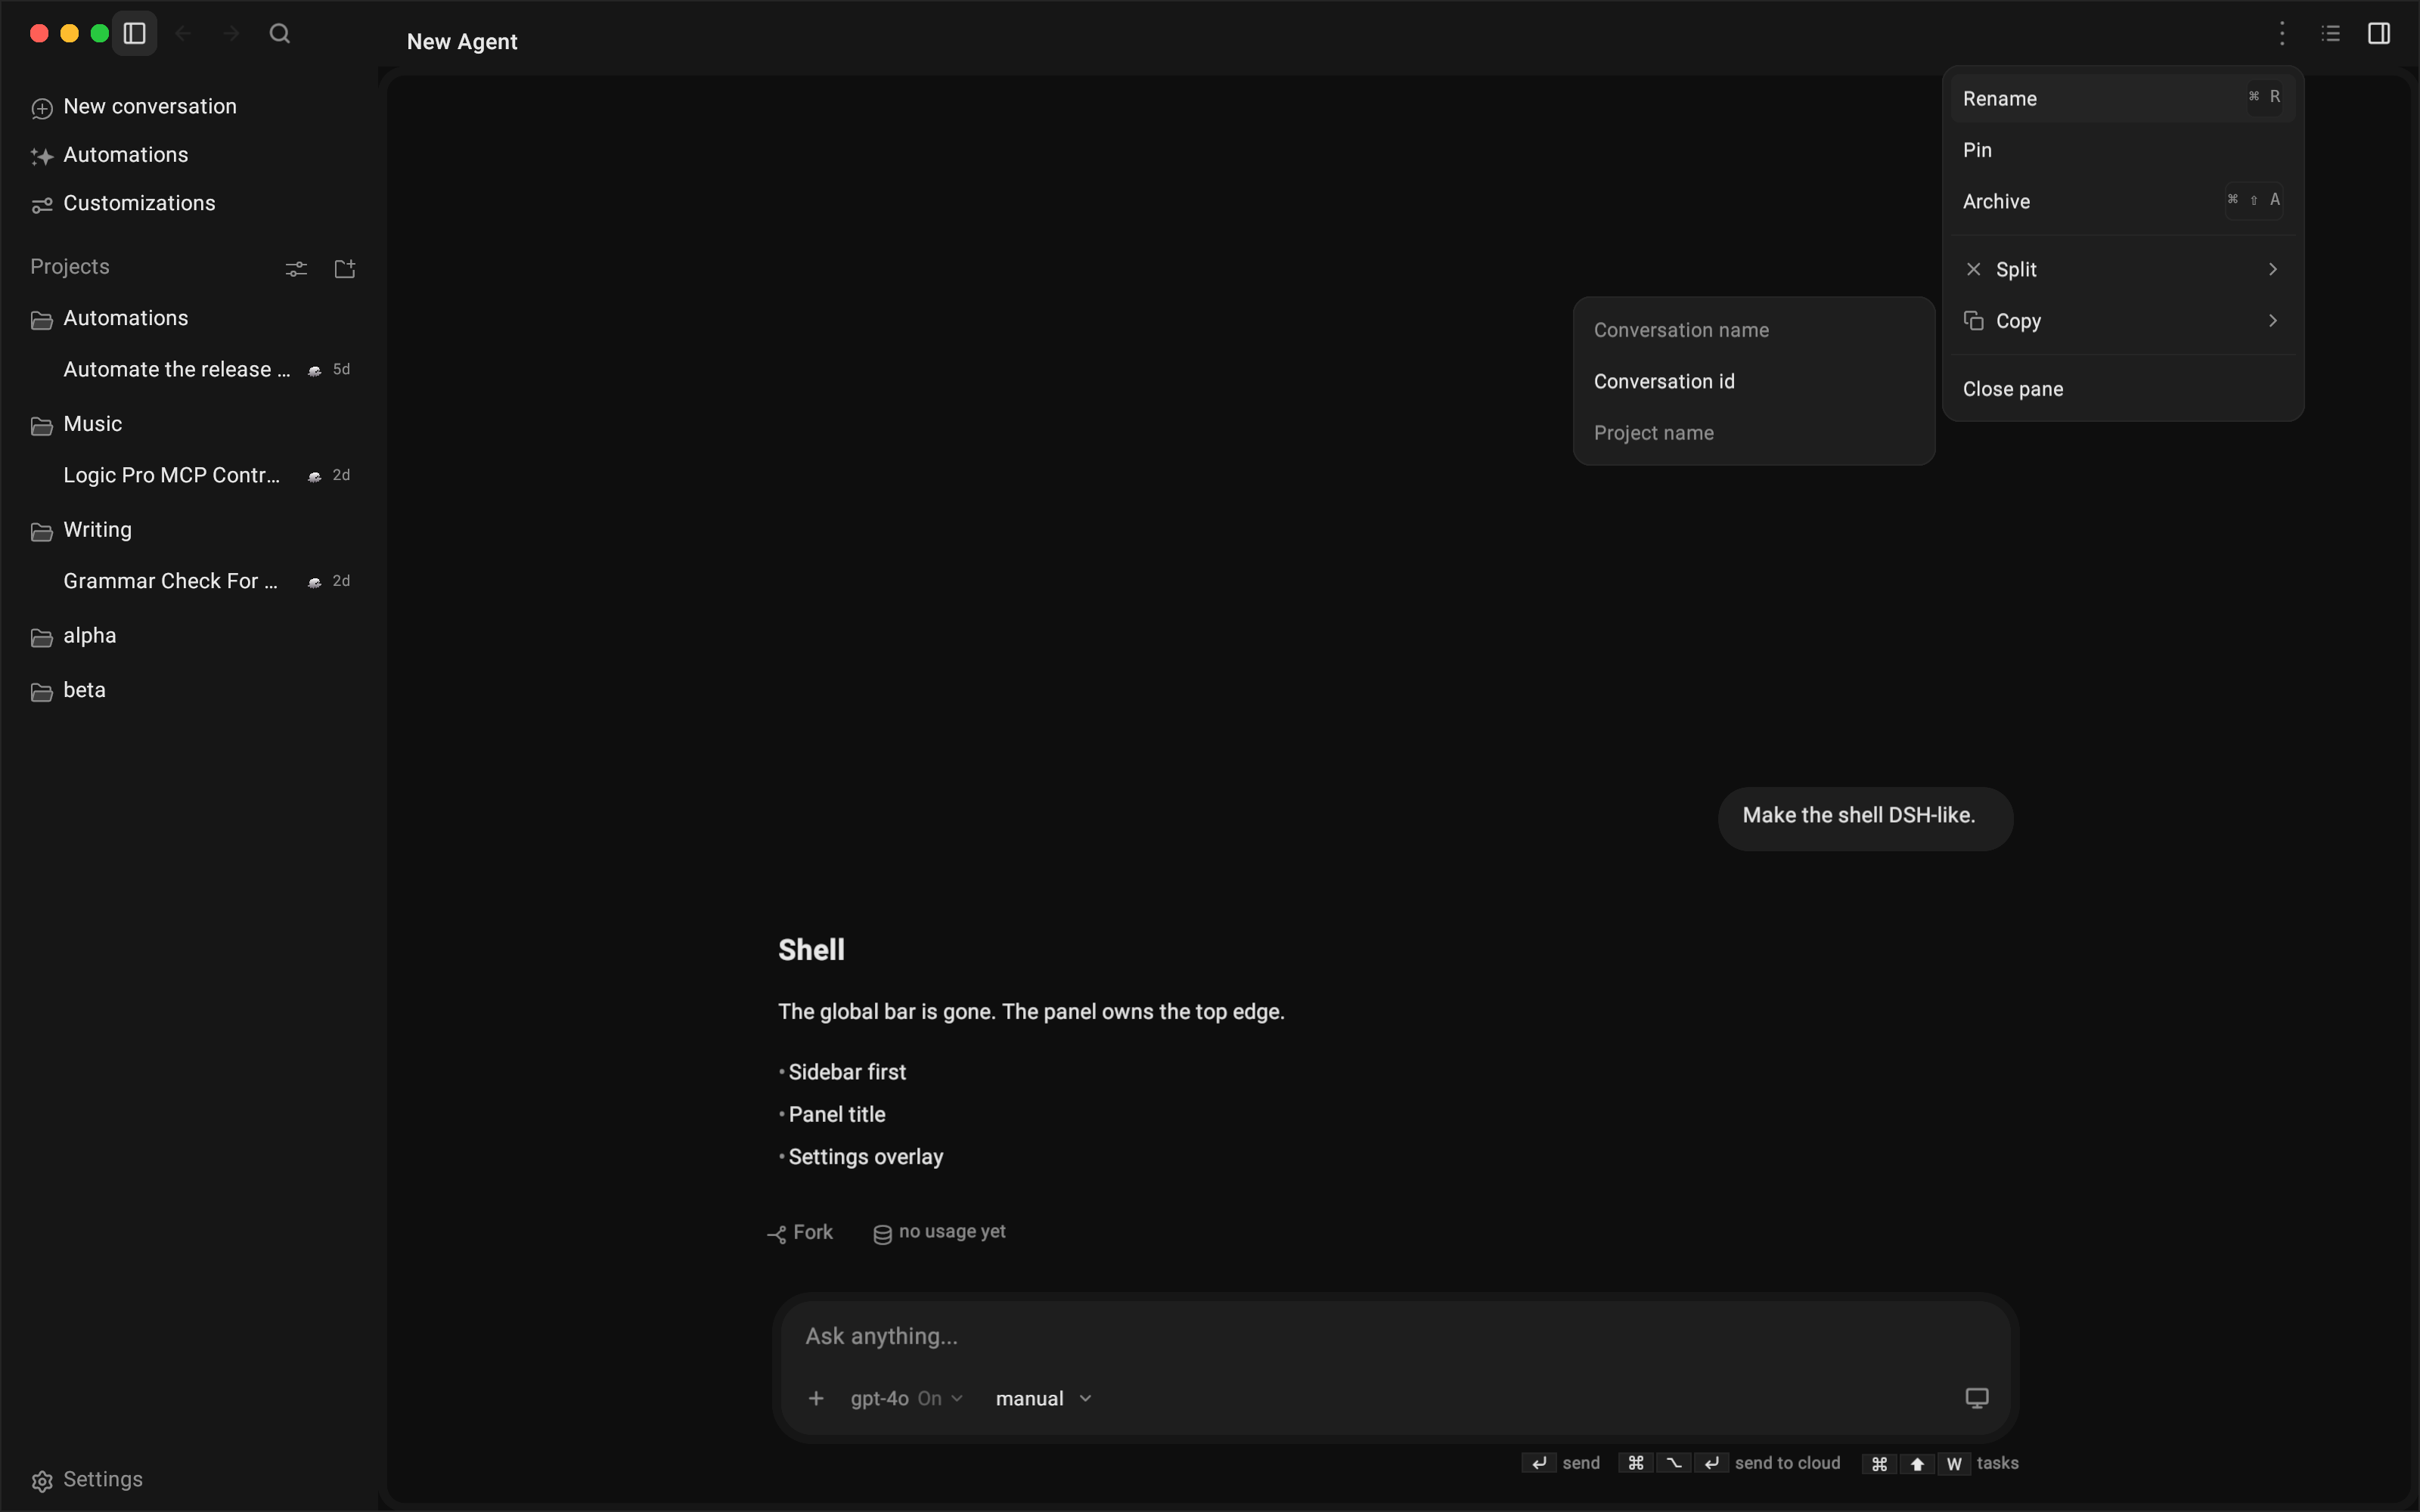 New Agent
New conversation
Automations
Customizations
Projects
Automations
Automate the release ... 5d
Music
Logic Pro MCP Contr... 2d
Writing
Grammar Check For ... 2d
alpha
beta
Settings
Rename ⌘ R
Pin
Archive ⌘ ⇧ A
Split
Copy
Close pane
Conversation name
Conversation id
Project name
Make the shell DSH-like.
Shell
The global bar is gone. The panel owns the top edge.
• Sidebar first
• Panel title
• Settings overlay
Fork no usage yet
Ask anything...
gpt-4o On manual
↵ send ⌘ ⌥ ↵ send to cloud ⌘ ⬆ W tasks